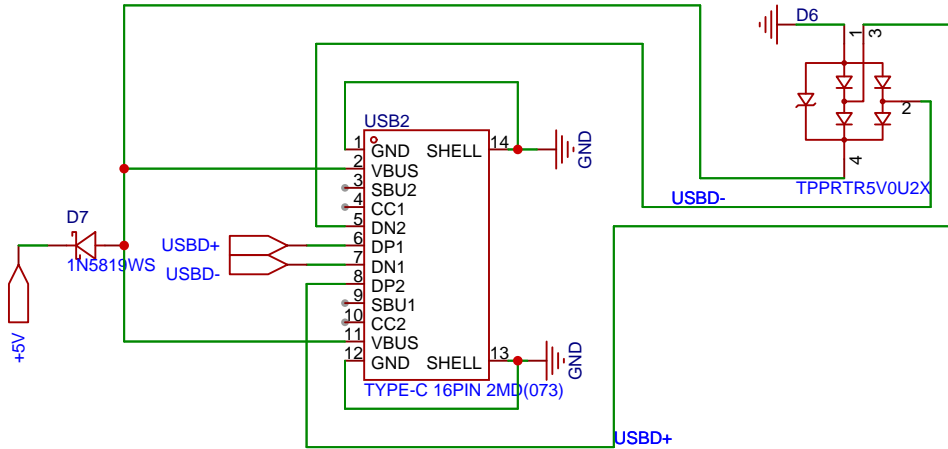 D6
1
3
2
4
TPPRTR5V0U2X
USBD-
USB2
1 GND SHELL 14 GND
2 VBUS
3 SBU2
4 CC1
5 DN2
6 DP1
7 DN1
8 DP2
9 SBU1
10 CC2
11 VBUS
12 GND SHELL 13 GND
TYPE-C 16PIN 2MD(073)
USBD+
USBD-
D7
1N5819WS
+5V
USBD+